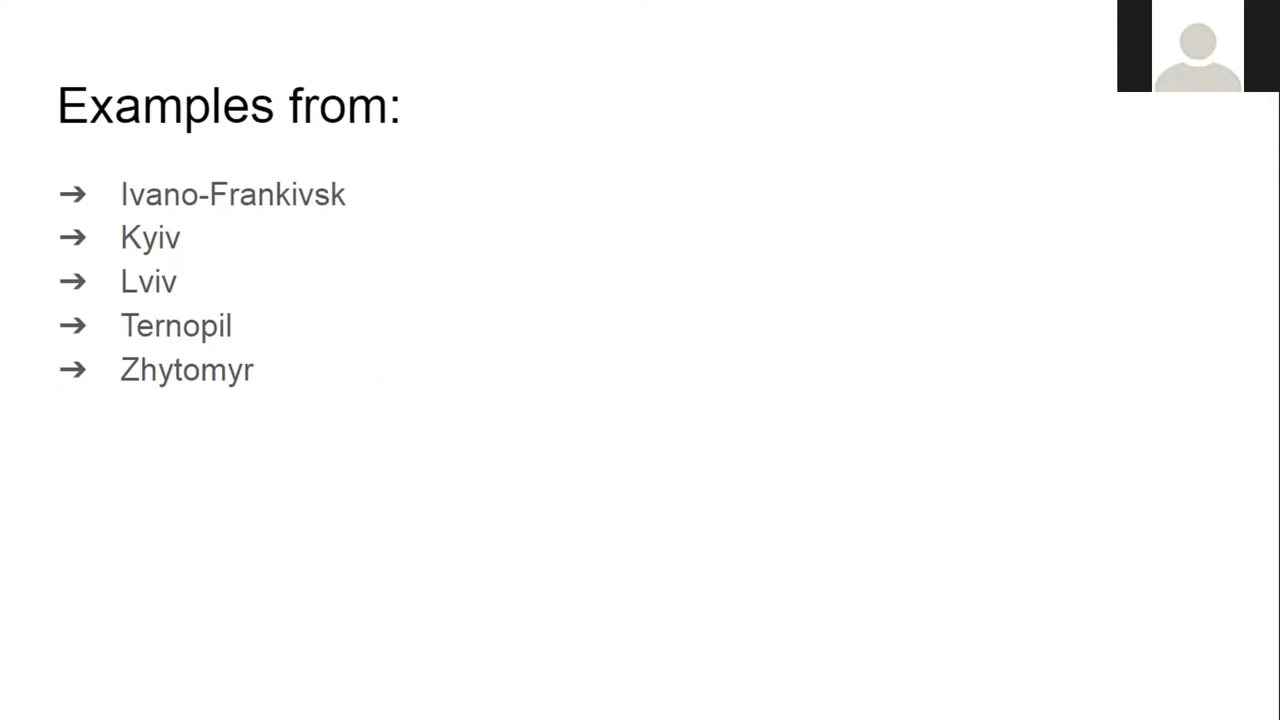 Examples from:
➔ Ivano-Frankivsk
➔ Kyiv
➔ Lviv
➔ Ternopil
➔ Zhytomyr